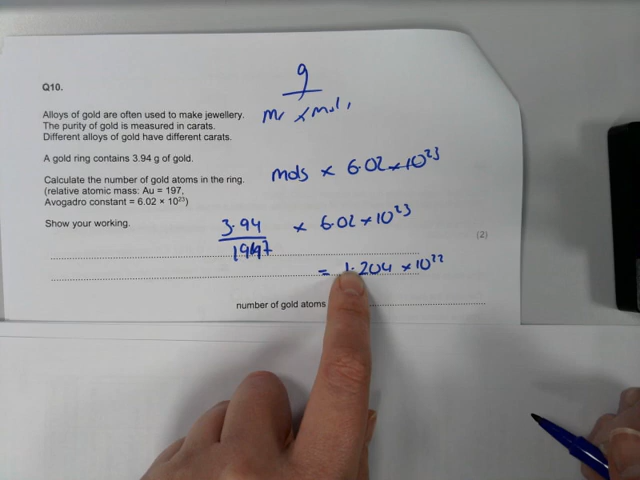 Q10.
g
Mr x mol
Alloys of gold are often used to make jewellery.
The purity of gold is measured in carats.
Different alloys of gold have different carats.
A gold ring contains 3.94 g of gold.
Calculate the number of gold atoms in the ring.
(relative atomic mass: Au = 197,
Avogadro constant = 6.02 × 10²³)
mols × 6.02 × 10²³
Show your working.
3.94 × 6.02 × 10²³
197
(2)
= 1.204 × 10²²
number of gold atoms